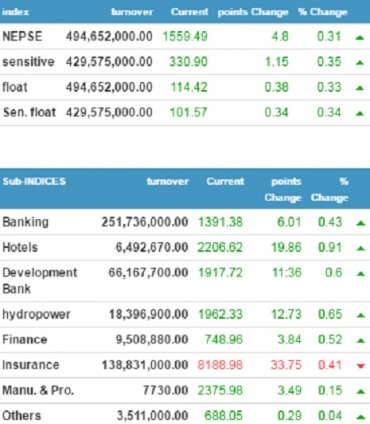 index turnover Current points Change % Change
NEPSE 494,652,000.00 1559.49 4.8 0.31
sensitive 429,575,000.00 330.90 1.15 0.35
float 494,652,000.00 114.42 0.38 0.33
Sen. float 429,575,000.00 101.57 0.34 0.34
Sub-INDICES turnover Current points %
Change Change
Banking 251,736,000.00 1391.38 6.01 0.43
Hotels 6,492,670.00 2206.62 19.86 0.91
Development 66,167,700.00 1917.72 11:36 0.6
Bank
hydropower 18,396,900.00 1962.33 12.73 0.65
Finance 9,508,880.00 748.96 3.84 0.52
Insurance 138,831,000.00 8188.98 33.75 0.41
Manu. & Pro. 7730.00 2375.98 3.49 0.15
Others 3,511,000.00 688.05 0.29 0.04